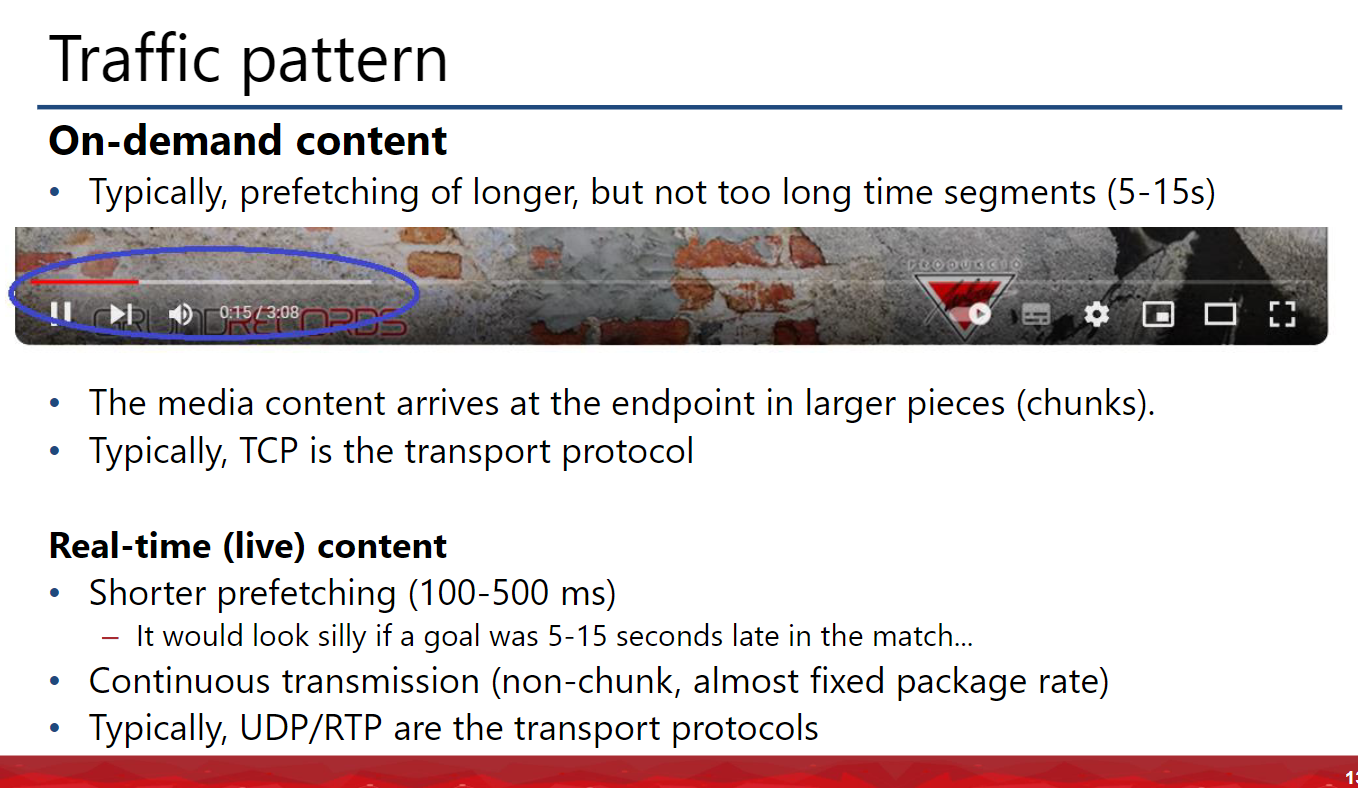 Traffic pattern
On-demand content
• Typically, prefetching of longer, but not too long time segments (5-15s)
PRODUKCIO
0:15 / 3:08
GRUNDRECORDS
• The media content arrives at the endpoint in larger pieces (chunks).
• Typically, TCP is the transport protocol
Real-time (live) content
• Shorter prefetching (100-500 ms)
– It would look silly if a goal was 5-15 seconds late in the match...
• Continuous transmission (non-chunk, almost fixed package rate)
• Typically, UDP/RTP are the transport protocols